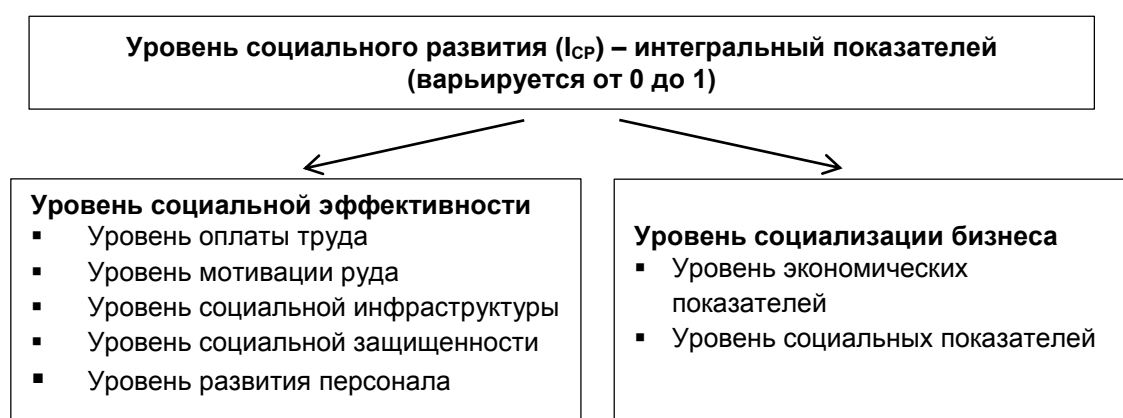 Уровень социального развития (IСР) – интегральный показателей
(варьируется от 0 до 1)
Уровень социальной эффективности
▪ Уровень оплаты труда
▪ Уровень мотивации руда
▪ Уровень социальной инфраструктуры
▪ Уровень социальной защищенности
▪ Уровень развития персонала
Уровень социализации бизнеса
▪ Уровень экономических
показателей
▪ Уровень социальных показателей